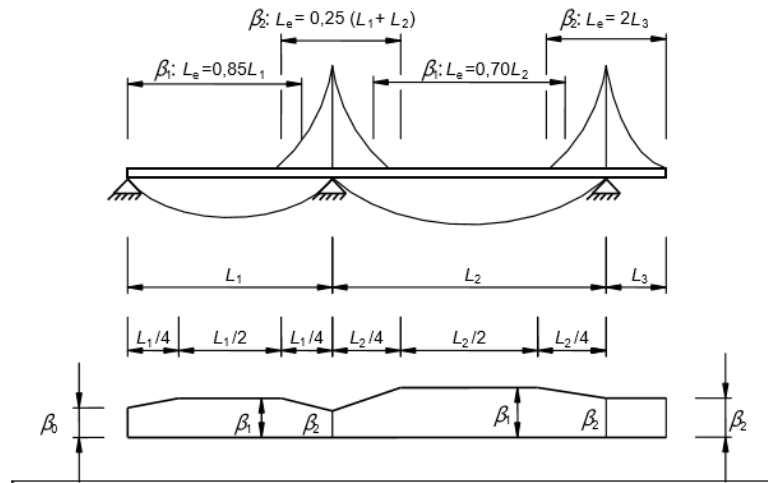 β₂: Lₑ = 0,25 (L₁ + L₂)
β₂: Lₑ = 2L₃
β₁: Lₑ=0,85L₁
β₁: Lₑ=0,70L₂
L₁
L₂
L₃
L₁/4
L₁/2
L₁/4
L₂/4
L₂/2
L₂/4
β₀
β₁
β₂
β₁
β₂
β₂